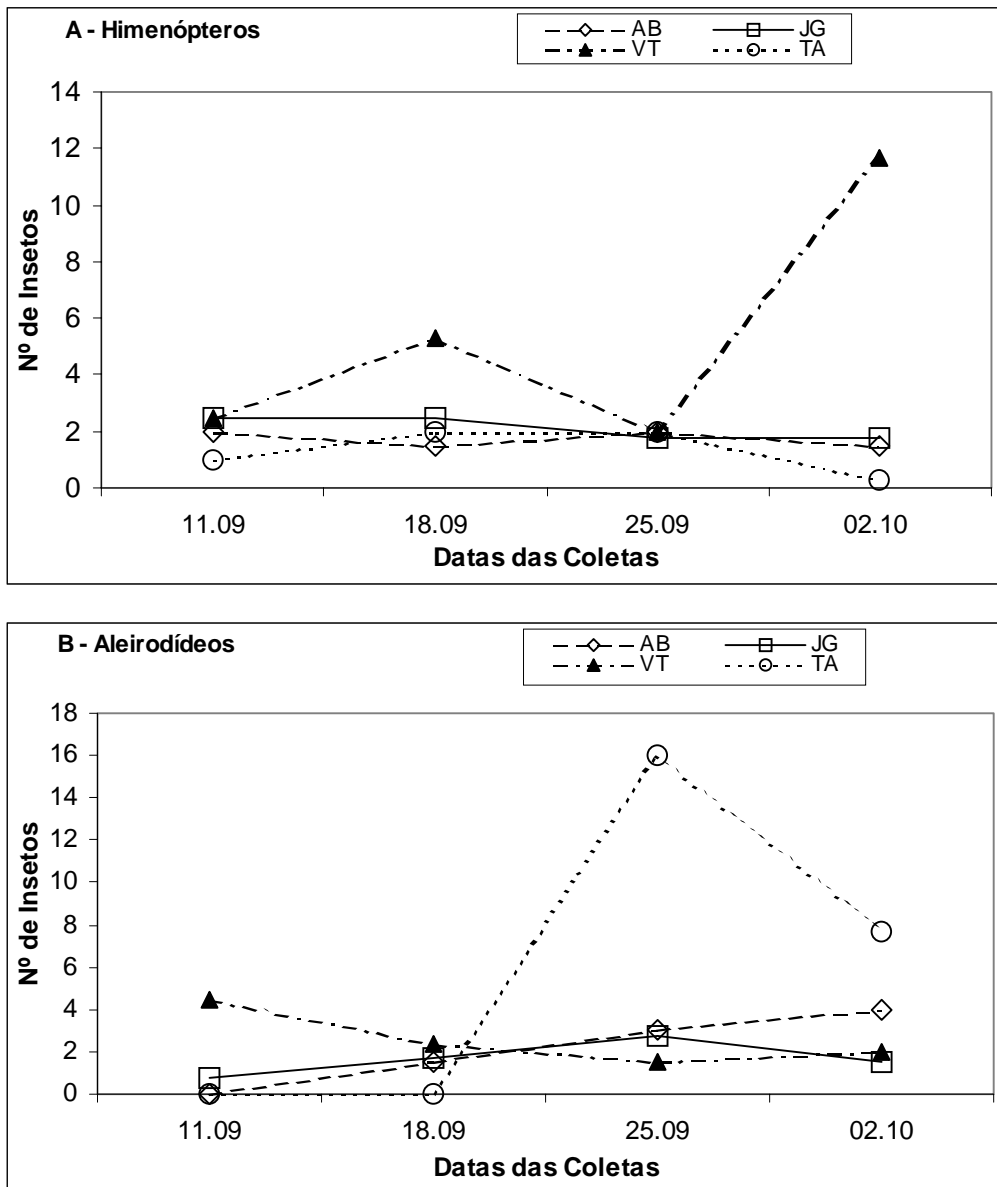 A - Himenópteros
AB JG
VT TA
14
12
10
8
6
4
2
0
Nº de Insetos
11.09 18.09 25.09 02.10
Datas das Coletas
B - Aleirodídeos
AB JG
VT TA
18
16
14
12
10
8
6
4
2
0
Nº de Insetos
11.09 18.09 25.09 02.10
Datas das Coletas